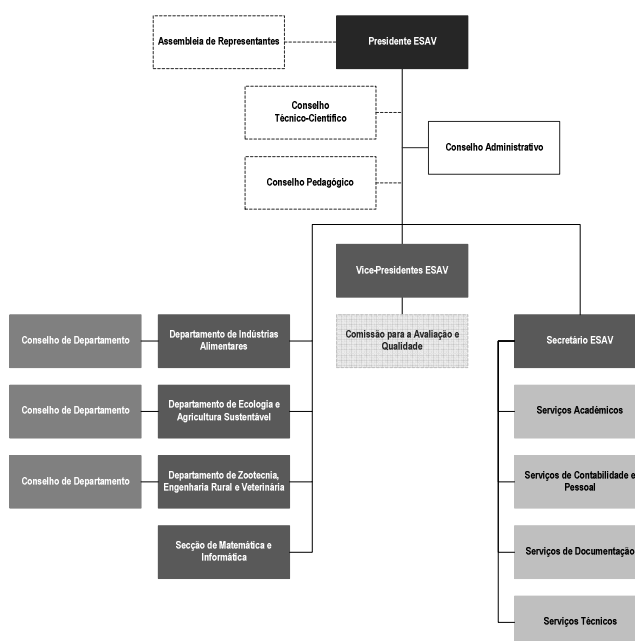 Assembleia de Representantes
Presidente ESAV
Conselho
Técnico-Científico
Conselho Administrativo
Conselho Pedagógico
Vice-Presidentes ESAV
Conselho de Departamento
Departamento de Indústrias
Alimentares
Comissão para a Avaliação e
Qualidade
Secretário ESAV
Conselho de Departamento
Departamento de Ecologia e
Agricultura Sustentável
Serviços Académicos
Conselho de Departamento
Departamento de Zootecnia,
Engenharia Rural e Veterinária
Serviços de Contabilidade e
Pessoal
Secção de Matemática e
Informática
Serviços de Documentação
Serviços Técnicos